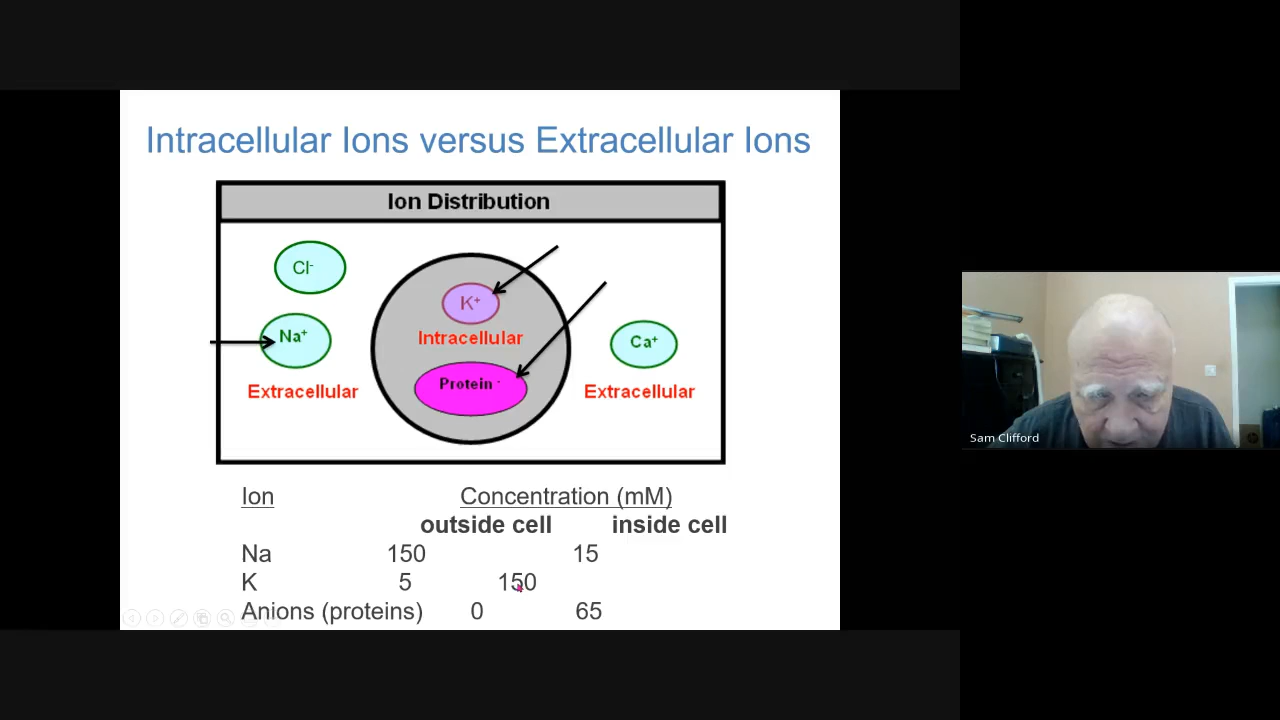 Intracellular Ions versus Extracellular Ions
Ion Distribution
Cl-
K+
Na+
Intracellular
Ca+
Protein -
Extracellular
Extracellular
Sam Clifford
Ion Concentration (mM)
outside cell inside cell
Na 150 15
K 5 150
Anions (proteins) 0 65